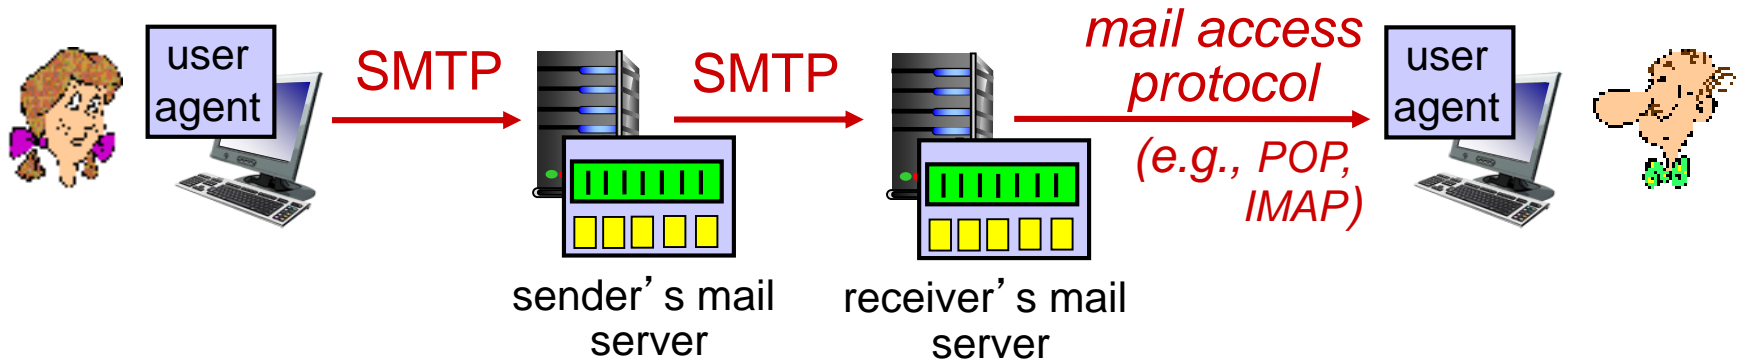 user
agent
SMTP
SMTP
mail access
protocol
(e.g., POP,
IMAP)
user
agent
sender’s mail
server
receiver’s mail
server